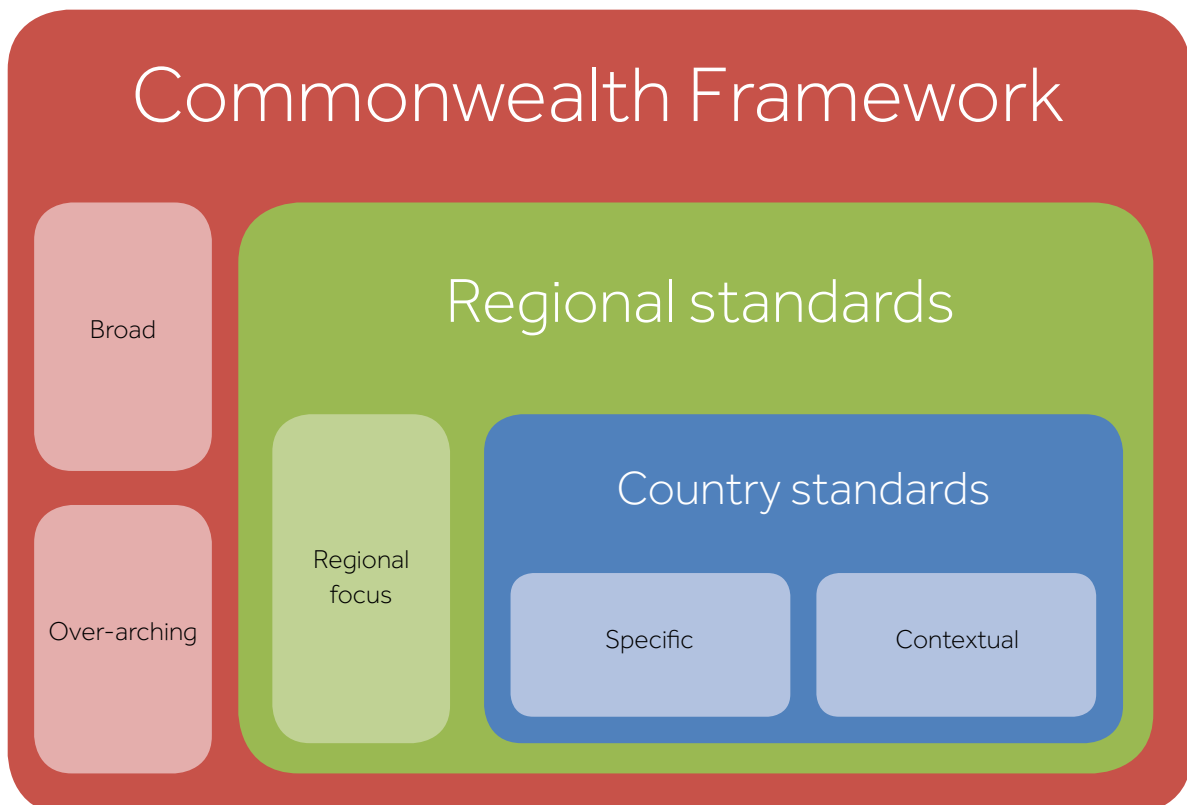 Commonwealth Framework
Broad
Over-arching
Regional standards
Regional
focus
Country standards
Specific
Contextual